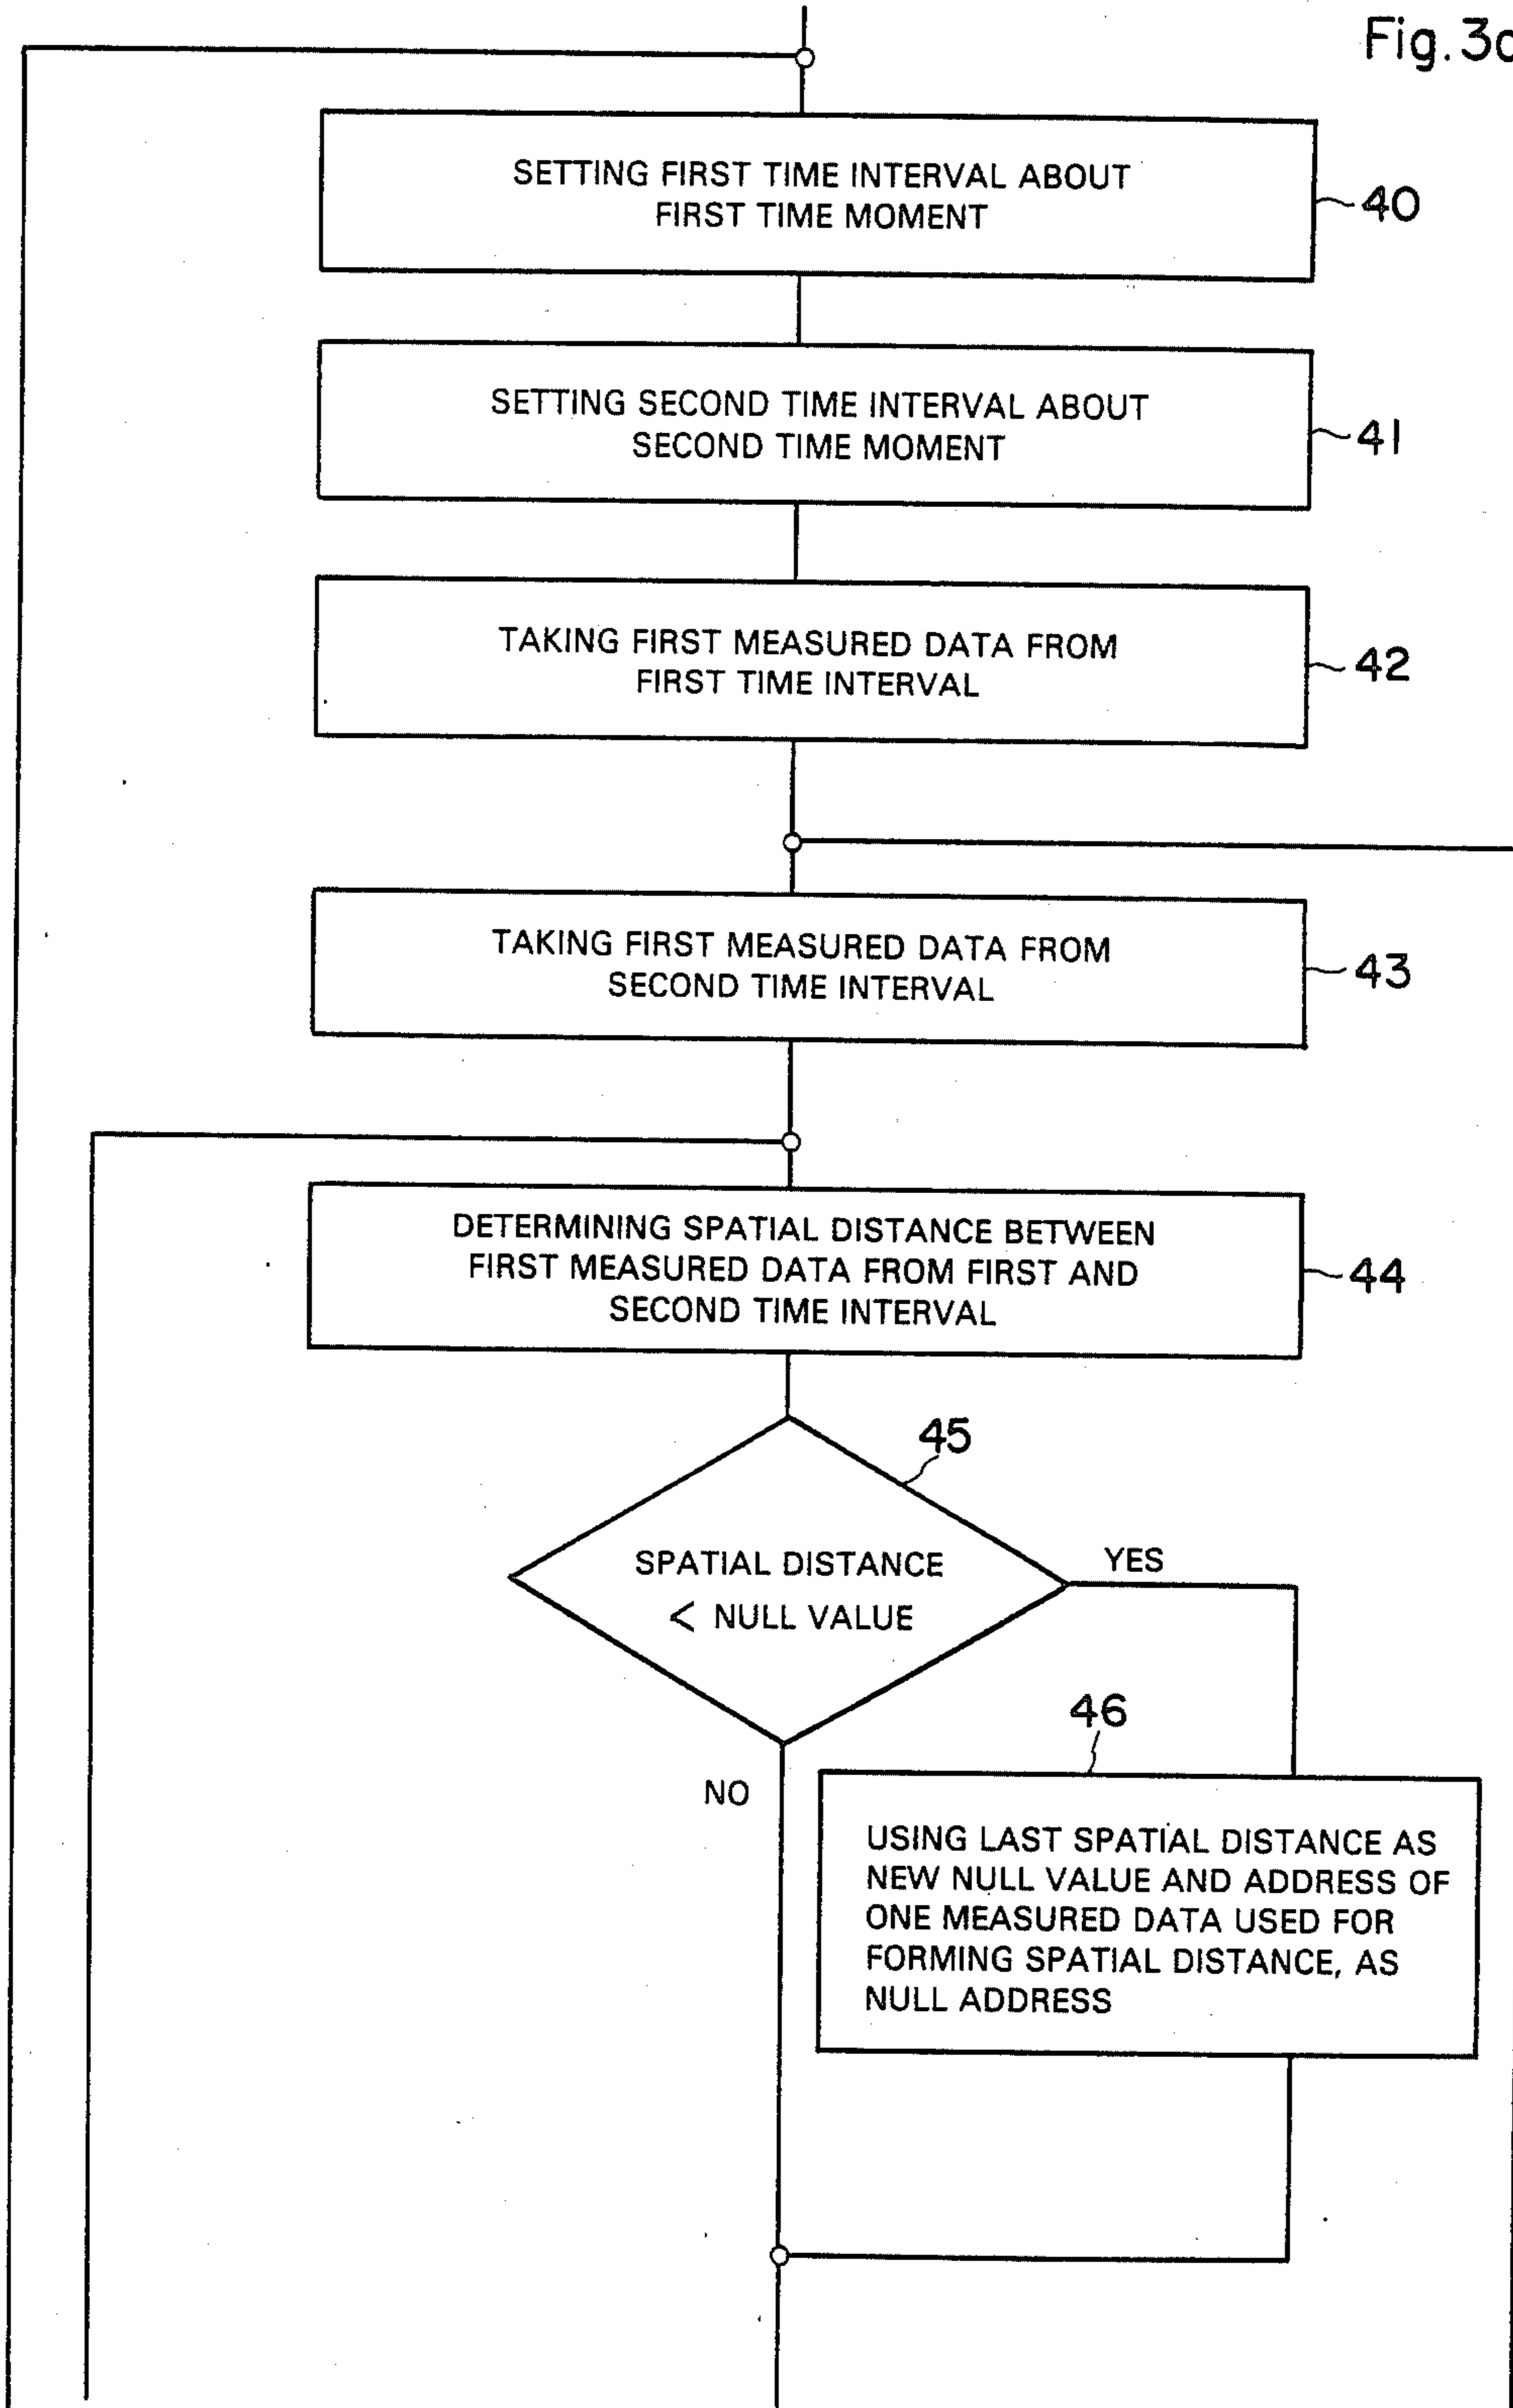 Fig. 3
SETTING FIRST TIME INTERVAL ABOUT
FIRST TIME MOMENT
40
SETTING SECOND TIME INTERVAL ABOUT
SECOND TIME MOMENT
41
TAKING FIRST MEASURED DATA FROM
FIRST TIME INTERVAL
42
TAKING FIRST MEASURED DATA FROM
SECOND TIME INTERVAL
43
DETERMINING SPATIAL DISTANCE BETWEEN
FIRST MEASURED DATA FROM FIRST AND
SECOND TIME INTERVAL
44
45
SPATIAL DISTANCE
< NULL VALUE
YES
NO
46
USING LAST SPATIAL DISTANCE AS
NEW NULL VALUE AND ADDRESS OF
ONE MEASURED DATA USED FOR
FORMING SPATIAL DISTANCE, AS
NULL ADDRESS